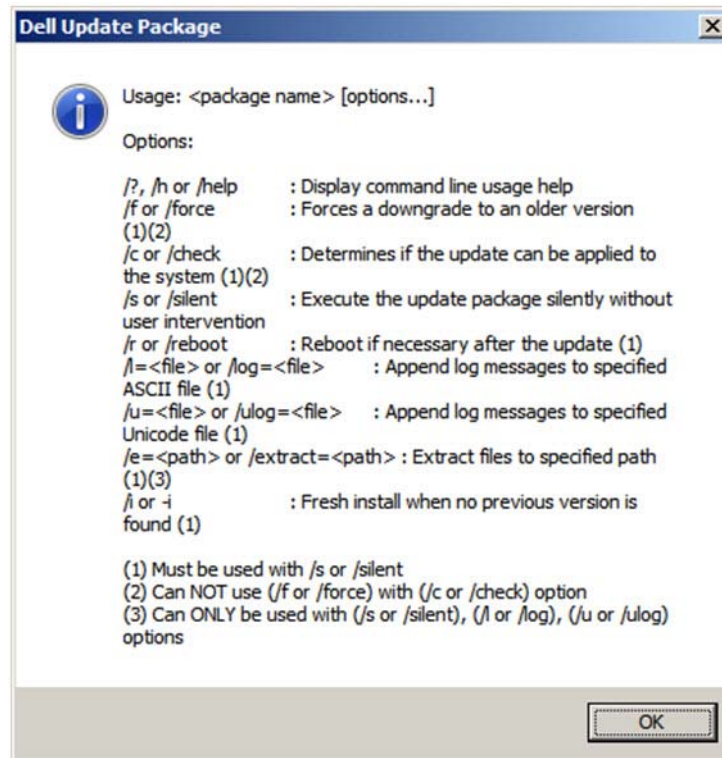 Dell Update Package
Usage: <package name> [options...]
Options:
/?, /h or /help : Display command line usage help
/f or /force : Forces a downgrade to an older version
(1)(2)
/c or /check : Determines if the update can be applied to
the system (1)(2)
/s or /silent : Execute the update package silently without
user intervention
/r or /reboot : Reboot if necessary after the update (1)
/l=<file> or /log=<file> : Append log messages to specified
ASCII file (1)
/u=<file> or /ulog=<file> : Append log messages to specified
Unicode file (1)
/e=<path> or /extract=<path> : Extract files to specified path
(1)(3)
/i or -i : Fresh install when no previous version is
found (1)
(1) Must be used with /s or /silent
(2) Can NOT use (/f or /force) with (/c or /check) option
(3) Can ONLY be used with (/s or /silent), (/l or /log), (/u or /ulog)
options
OK